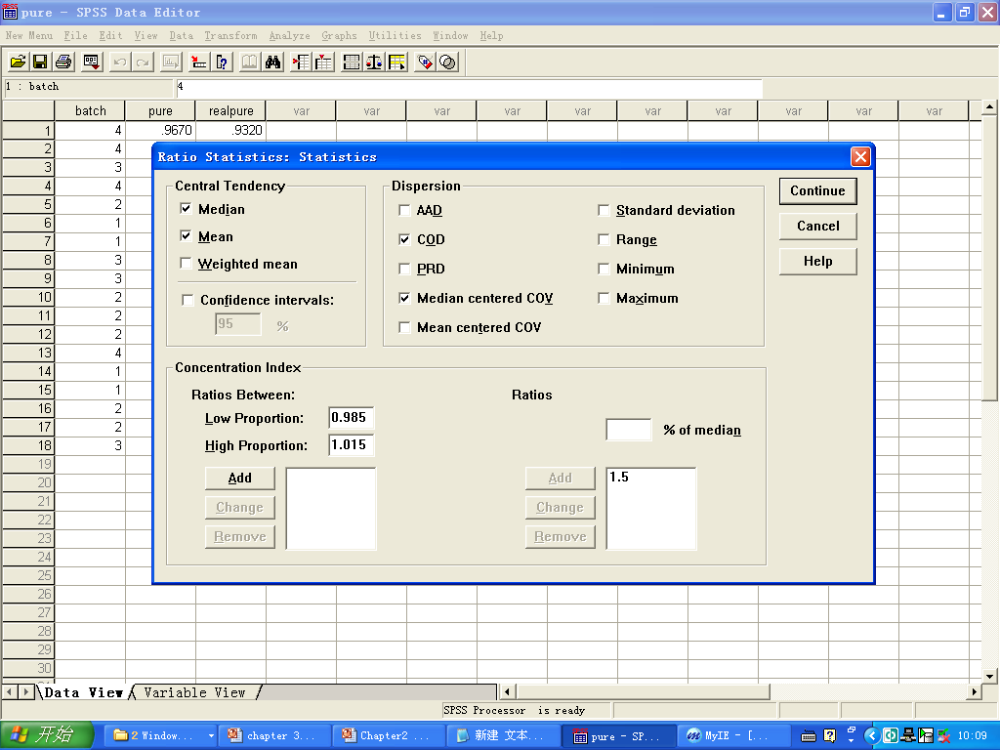 pure - SPSS Data Editor
New Menu File Edit View Data Transform Analyze Graphs Utilities Window Help
1 : batch 4
batch pure realpure var var var var var var var var var var
1 4 .9670 .9320
2 4
3 3
4 4
5 2
6 1
7 1
8 3
9 3
10 2
11 2
12 2
13 4
14 1
15 1
16 2
17 2
18 3
19
20
21
22
23
24
25
26
27
28
29
30
Ratio Statistics: Statistics
Central Tendency
Median
Mean
Weighted mean
Confidence intervals:
95 %
Dispersion
AAD Standard deviation
COD Range
PRD Minimum
Median centered COV Maximum
Mean centered COV
Continue
Cancel
Help
Concentration Index
Ratios Between:
Low Proportion: 0.985
High Proportion: 1.015
Add
Change
Remove
Ratios
% of median
Add 1.5
Change
Remove
Data View Variable View
SPSS Processor is ready
开始 2 Window... chapter 3... Chapter2 ... 新建 文本... pure - SP... MyIE - [... 10:09